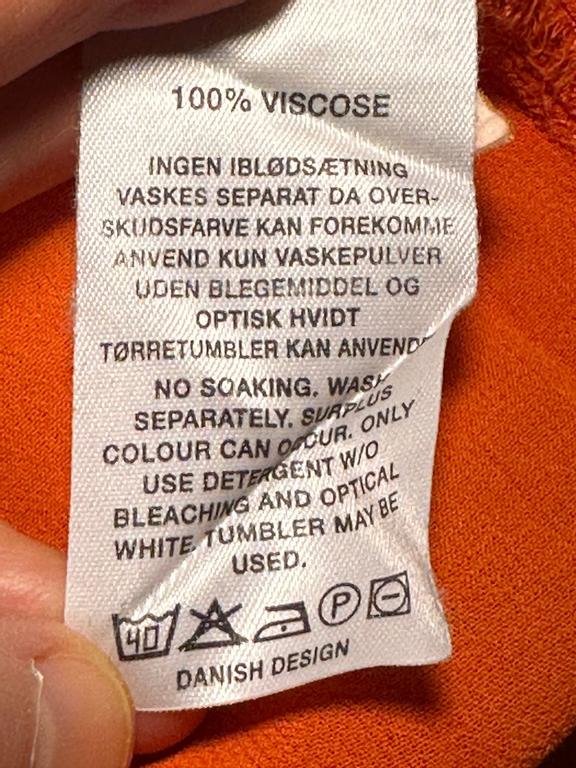 100% VISCOSE
INGEN IBLØDSÆTNING
VASKES SEPARAT DA OVER-
SKUDSFARVE KAN FOREKOMME
ANVEND KUN VASKEPULVER
UDEN BLEGEMIDDEL OG
OPTISK HVIDT
TØRRETUMBLER KAN ANVEND
NO SOAKING. WASH
SEPARATELY. SURPLUS
COLOUR CAN OCCUR. ONLY
USE DETERGENT W/O
BLEACHING AND OPTICAL
WHITE. TUMBLER MAY BE
USED.
40 P
DANISH DESIGN